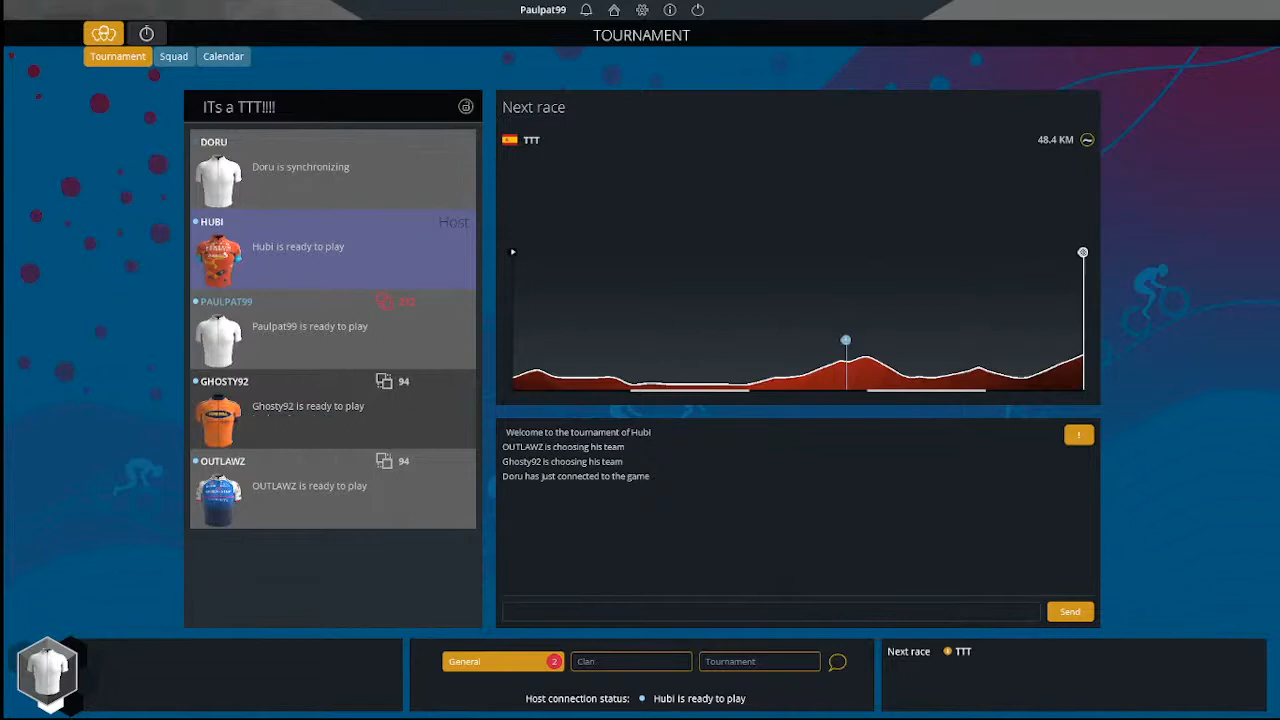 Paulpat99
TOURNAMENT
Tournament
Squad
Calendar
ITs a TTT!!!!
DORU
Doru is synchronizing
HUBI
Host
Hubi is ready to play
PAULPAT99
212
Paulpat99 is ready to play
GHOSTY92
94
Ghosty92 is ready to play
OUTLAWZ
94
OUTLAWZ is ready to play
Next race
TTT
48.4 KM
Welcome to the tournament of Hubi
OUTLAWZ is choosing his team
Ghosty92 is choosing his team
Doru has just connected to the game
!
Send
General
2
Clan
Tournament
Host connection status:
Hubi is ready to play
Next race
TTT